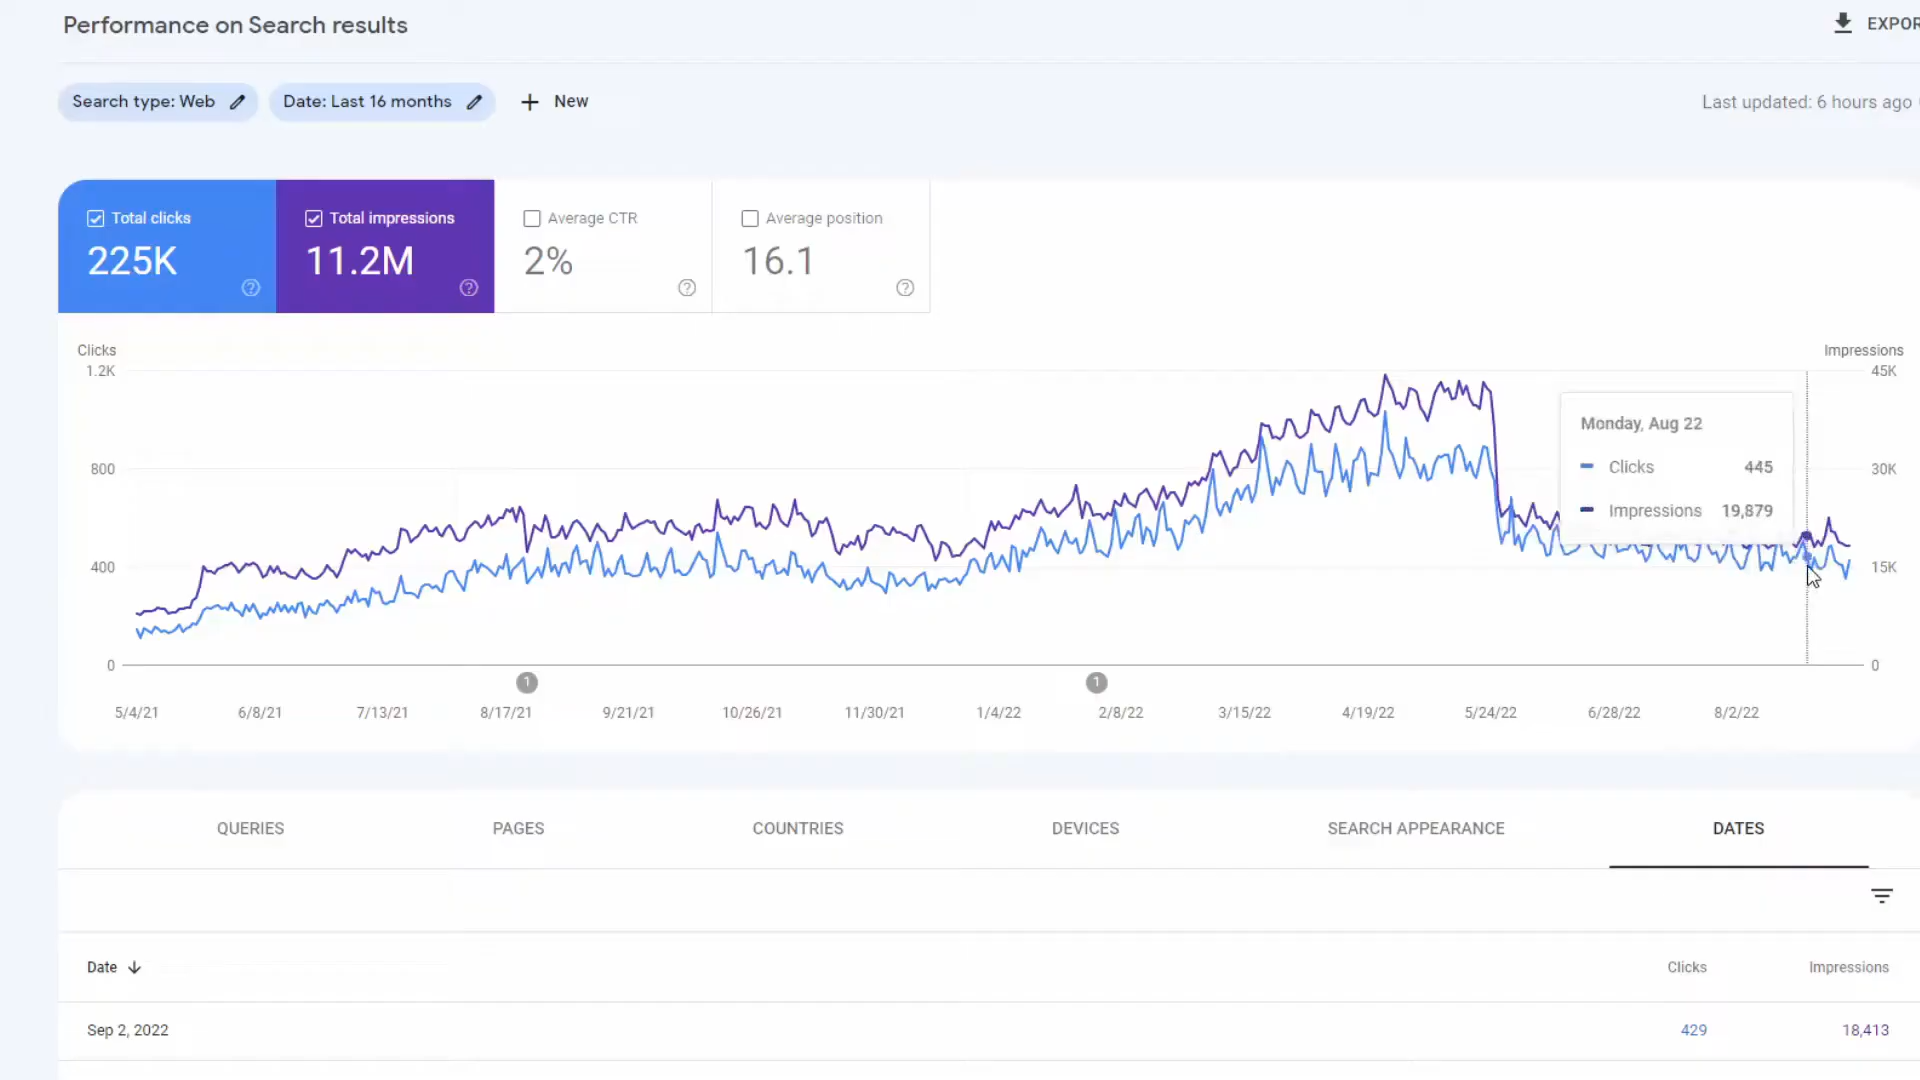 Performance on Search results
EXPOR
Search type: Web
Date: Last 16 months
+ New
Last updated: 6 hours ago
Total clicks
225K
Total impressions
11.2M
Average CTR
2%
Average position
16.1
Clicks
Impressions
1.2K
45K
800
30K
400
15K
0
0
Monday, Aug 22
Clicks 445
Impressions 19,879
1 1
5/4/21 6/8/21 7/13/21 8/17/21 9/21/21 10/26/21 11/30/21 1/4/22 2/8/22 3/15/22 4/19/22 5/24/22 6/28/22 8/2/22
QUERIES PAGES COUNTRIES DEVICES SEARCH APPEARANCE DATES
Date Clicks Impressions
Sep 2, 2022 429 18,413